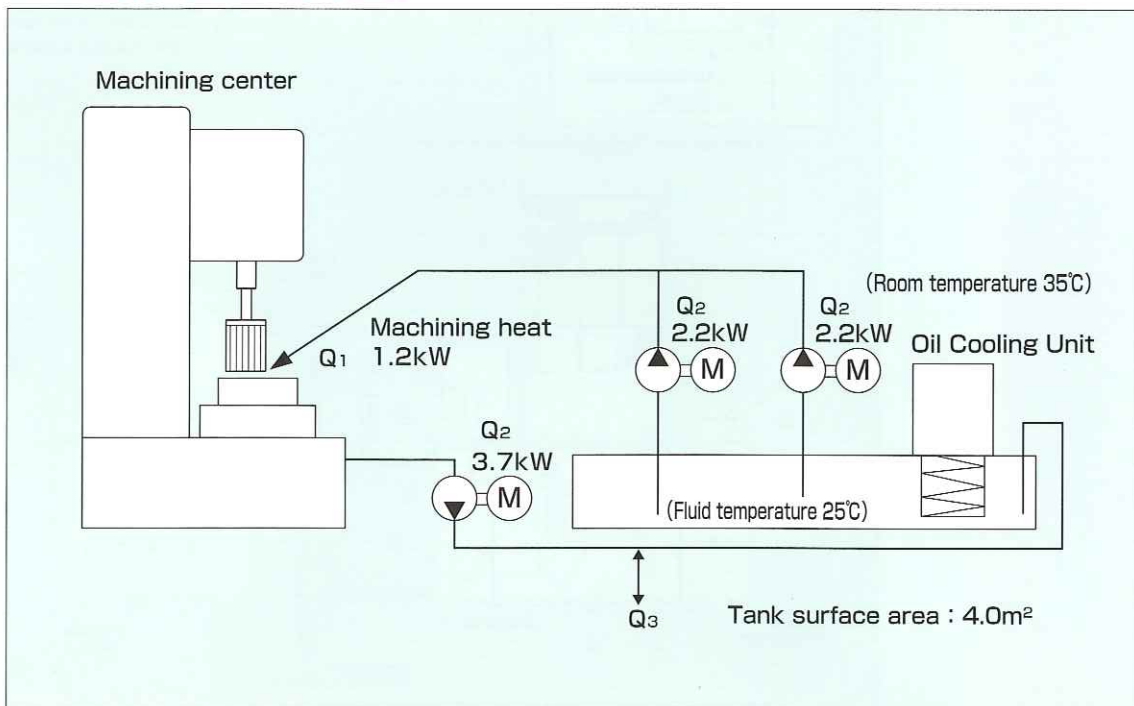 Machining center
(Room temperature 35℃)
Q₂
2.2kW
Q₂
2.2kW
Machining heat
Q₁ 1.2kW
Oil Cooling Unit
M
M
Q₂
3.7kW
M
(Fluid temperature 25℃)
Q₃
Tank surface area : 4.0m²